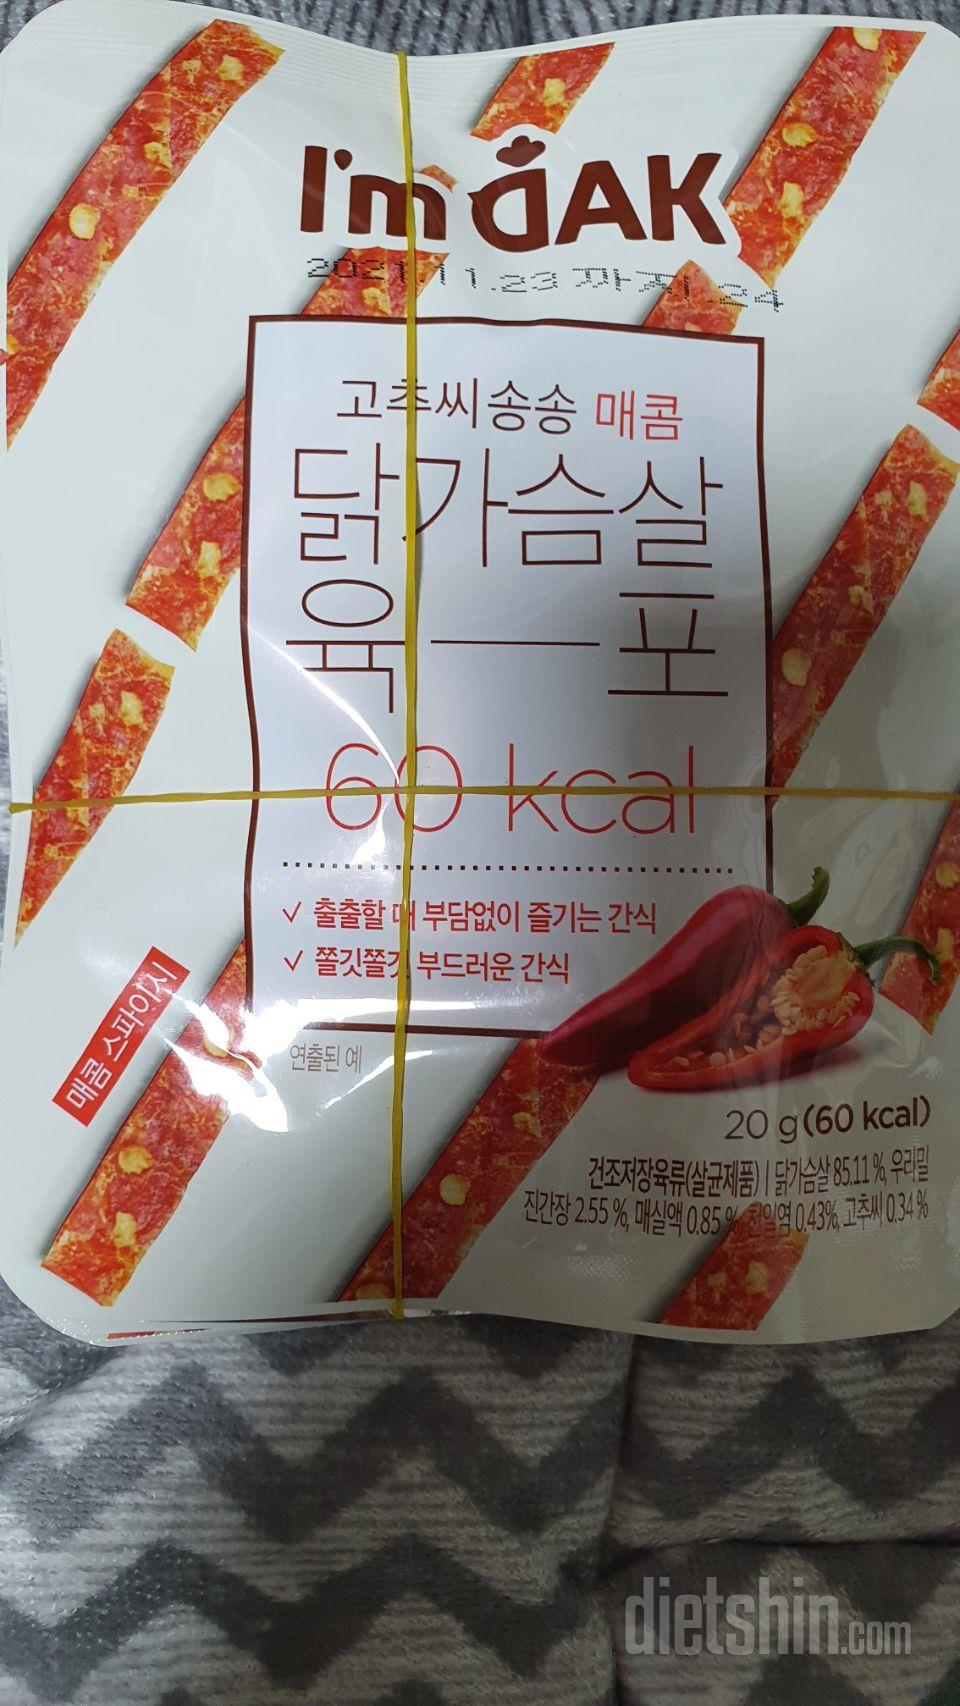 I'm DAK
2021.11.23 까지.24
고추씨송송 매콤
닭가슴살
육포
60 kcal
✓ 출출할 때 부담없이 즐기는 간식
✓ 쫄깃쫄깃 부드러운 간식
매콤 스파이시
연출된 예
20 g (60 kcal)
건조저장육류(살균제품) | 닭가슴살 85.11 %, 우리밀
진간장 2.55 %, 매실액 0.85 %, 천일염 0.43%, 고추씨 0.34 %
dietshin.com